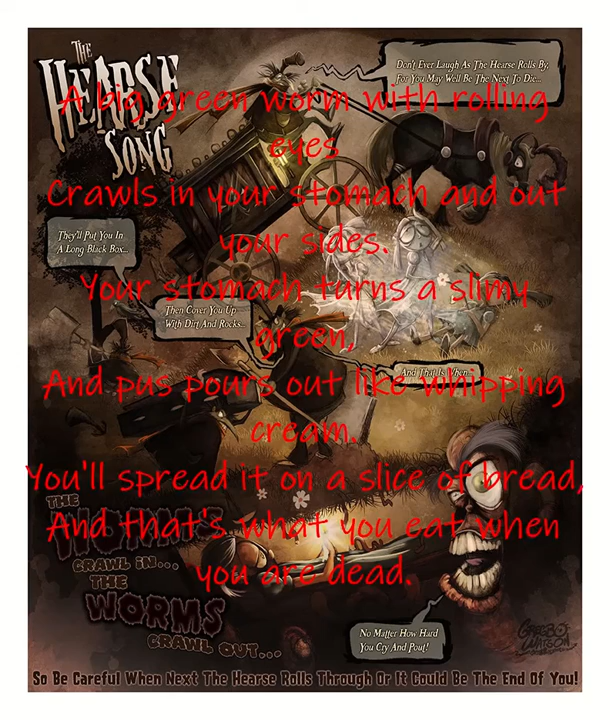 THE
HEARSE
SONG
Don't Ever Laugh As The Hearse Rolls By,
For You May Well Be The Next To Die...
A big green worm with rolling
eyes
Crawls in your stomach and out
your sides.
They'll Put You In
A Long Black Box...
Your stomach turns a slimy
green,
Then Cover You Up
With Dirt And Rocks...
And That Is When...
And pus pours out like whipping
cream.
You'll spread it on a slice of bread,
And that's what you eat when
you are dead.
THE
WORMS
CRAWL IN...
THE
WORMS
CRAWL OUT...
No Matter How Hard
You Cry And Pout!
WATSON
So Be Careful When Next The Hearse Rolls Through Or It Could Be The End Of You!